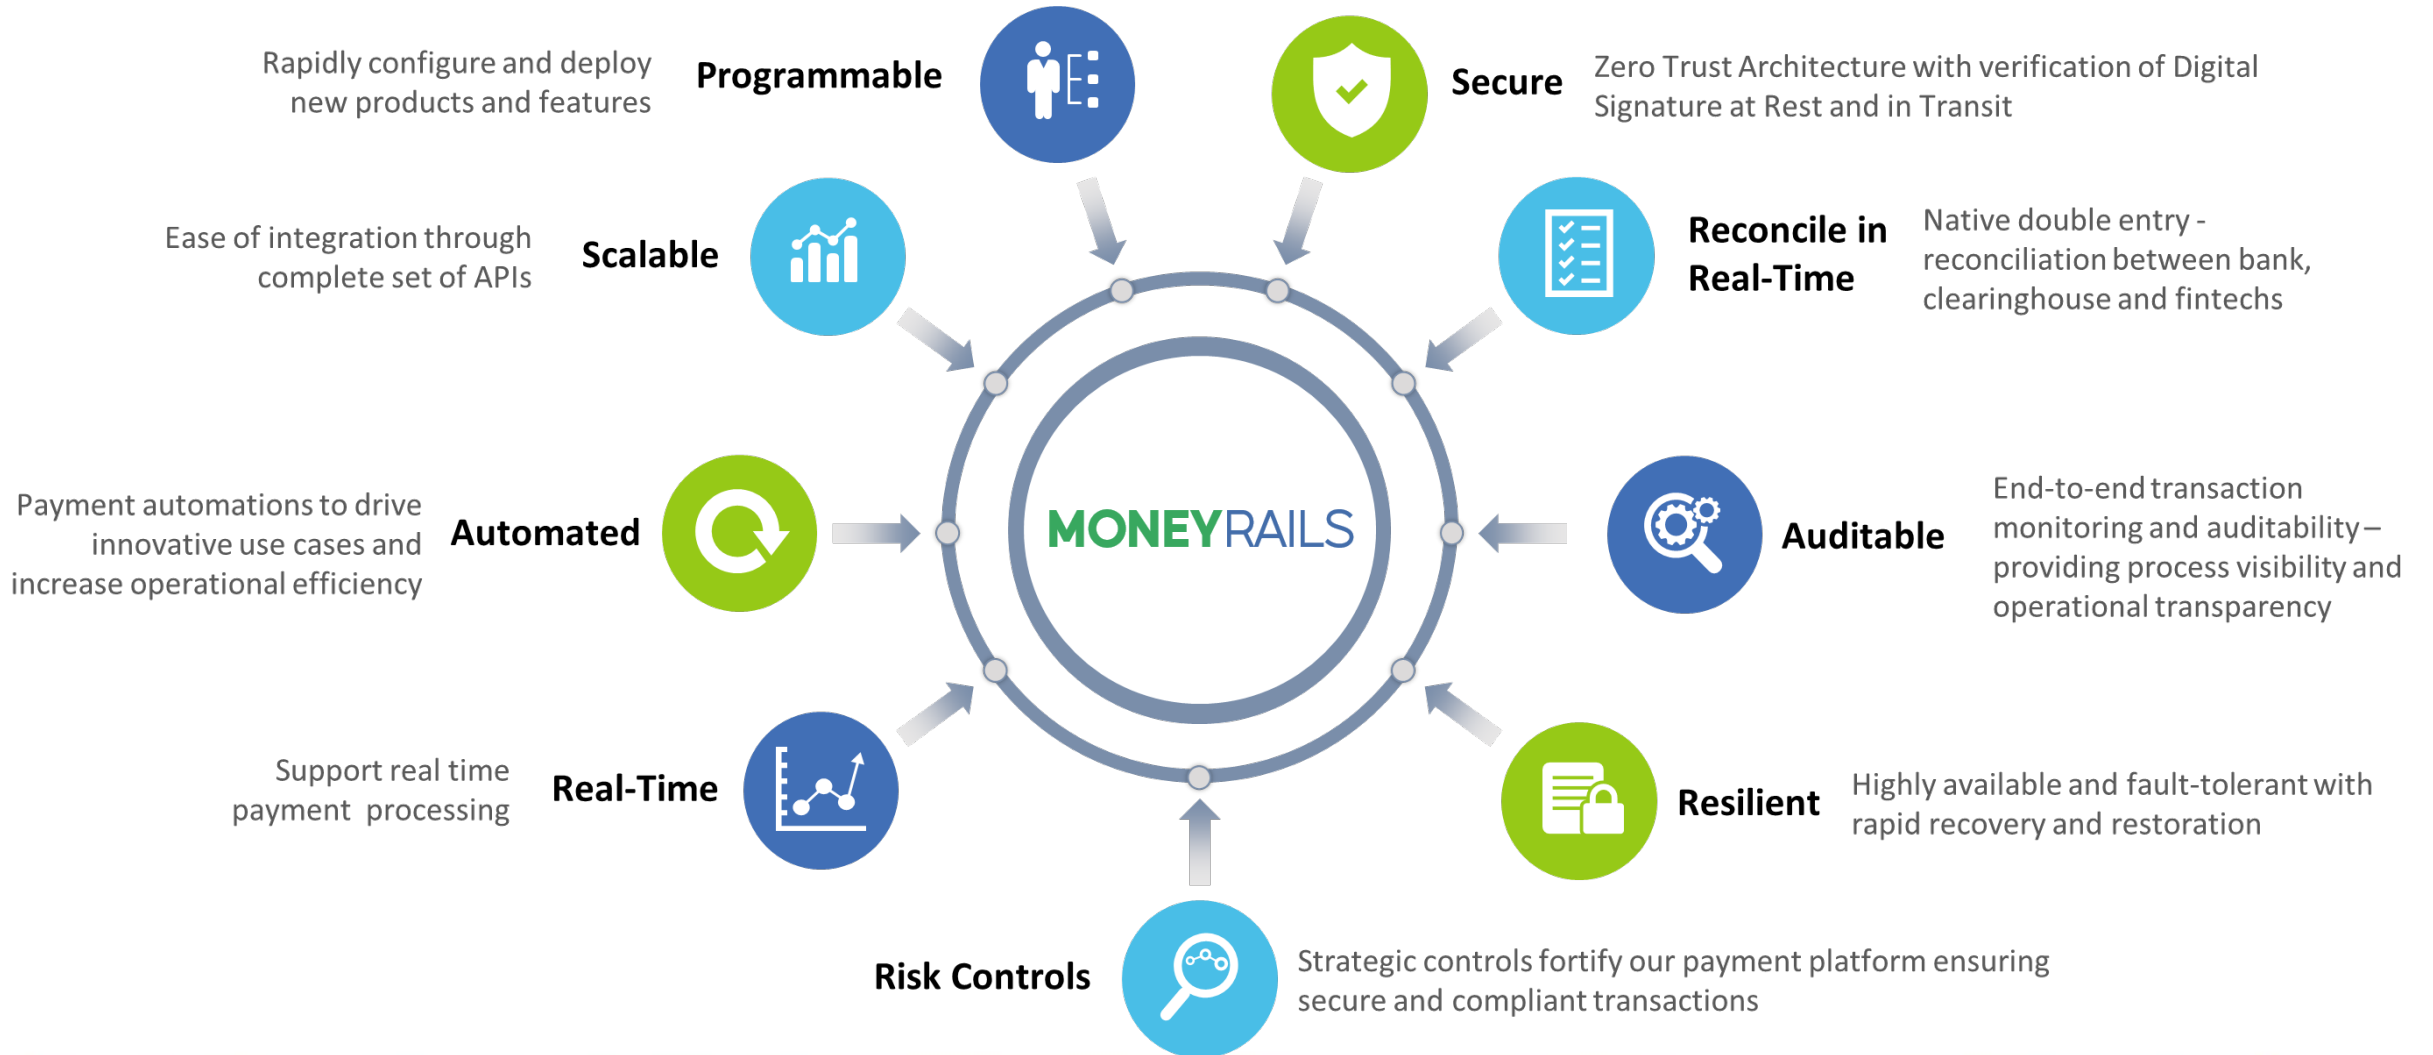 Rapidly configure and deploy
new products and features
Programmable
Secure
Zero Trust Architecture with verification of Digital
Signature at Rest and in Transit
Ease of integration through
complete set of APIs
Scalable
Reconcile in
Real-Time
Native double entry -
reconciliation between bank,
clearinghouse and fintechs
Payment automations to drive
innovative use cases and
increase operational efficiency
Automated
MONEYRAILS
Auditable
End-to-end transaction
monitoring and auditability –
providing process visibility and
operational transparency
Support real time
payment  processing
Real-Time
Resilient
Highly available and fault-tolerant with
rapid recovery and restoration
Risk Controls
Strategic controls fortify our payment platform ensuring
secure and compliant transactions